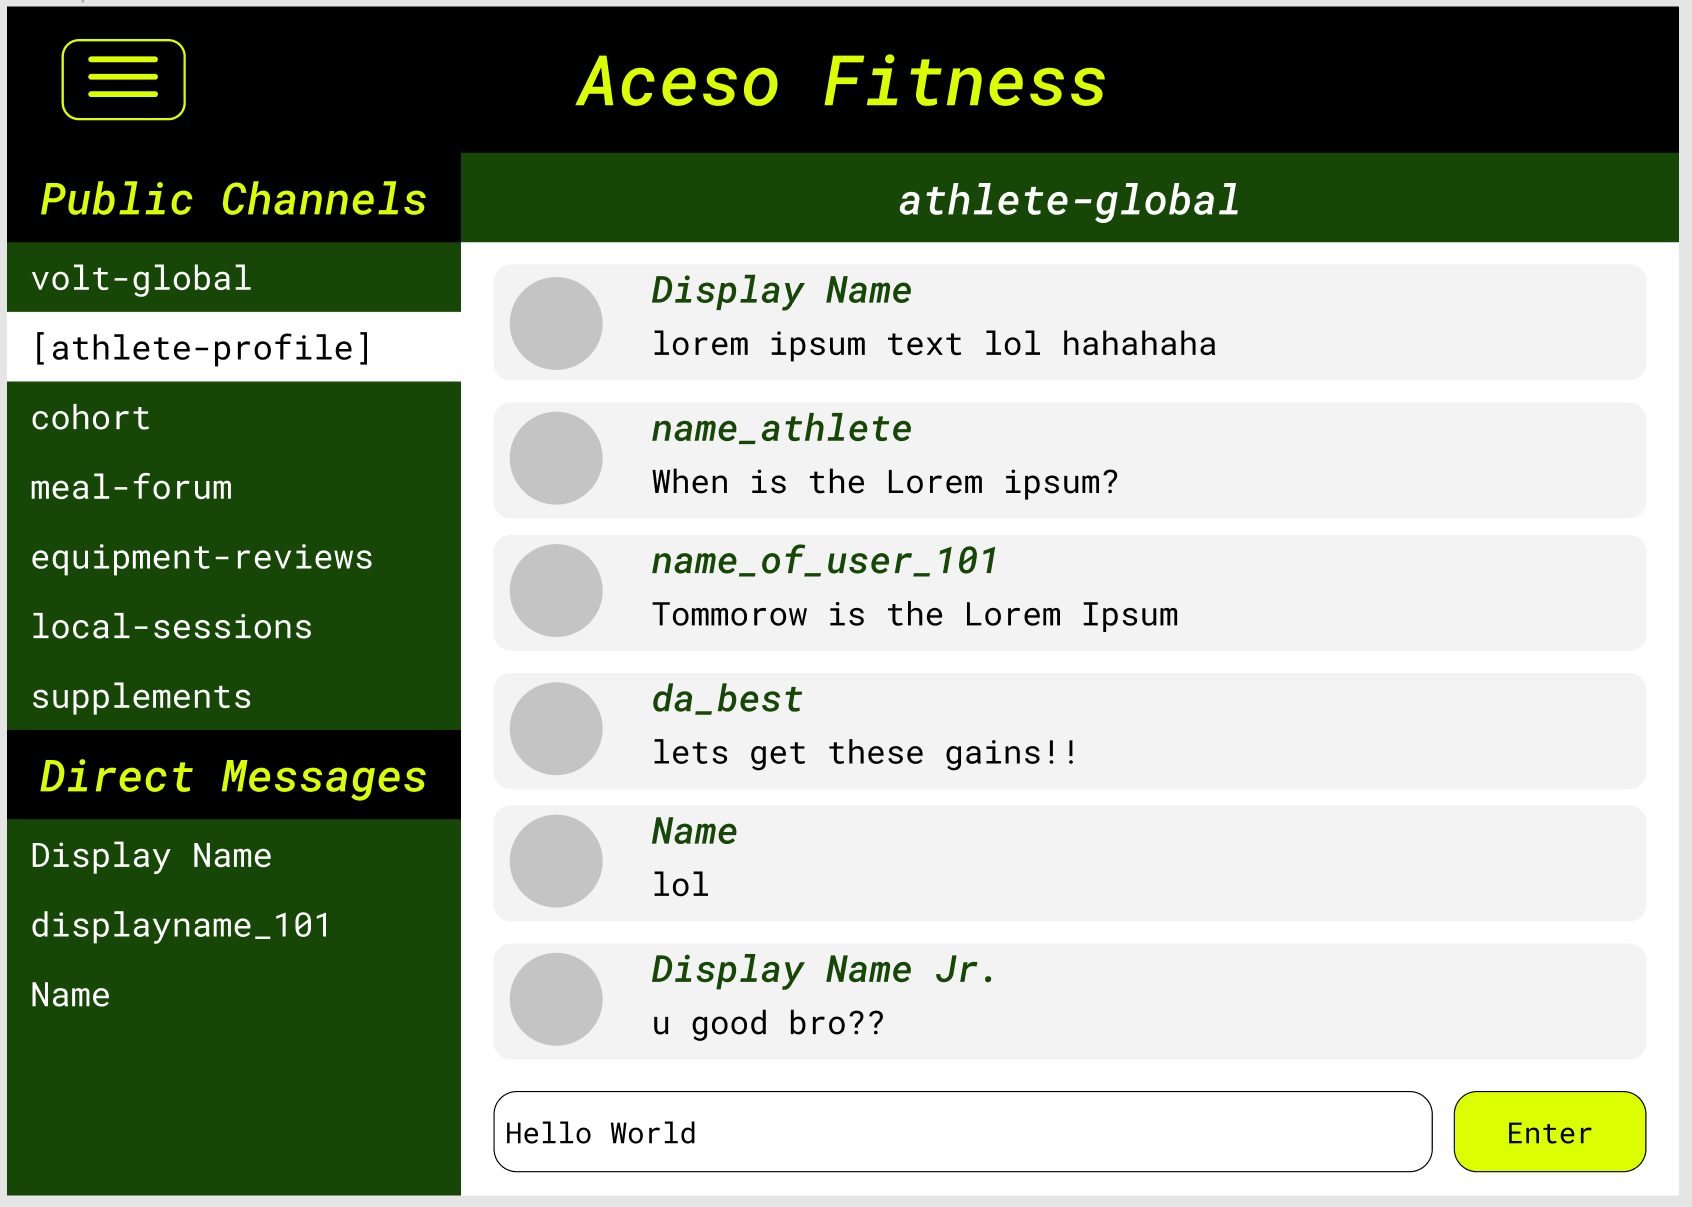 Aceso Fitness
Public Channels
volt-global
[athlete-profile]
cohort
meal-forum
equipment-reviews
local-sessions
supplements
Direct Messages
Display Name
displayname_101
Name
athlete-global
Display Name
lorem ipsum text lol hahahaha
name_athlete
When is the Lorem ipsum?
name_of_user_101
Tommorow is the Lorem Ipsum
da_best
lets get these gains!!
Name
lol
Display Name Jr.
u good bro??
Hello World
Enter